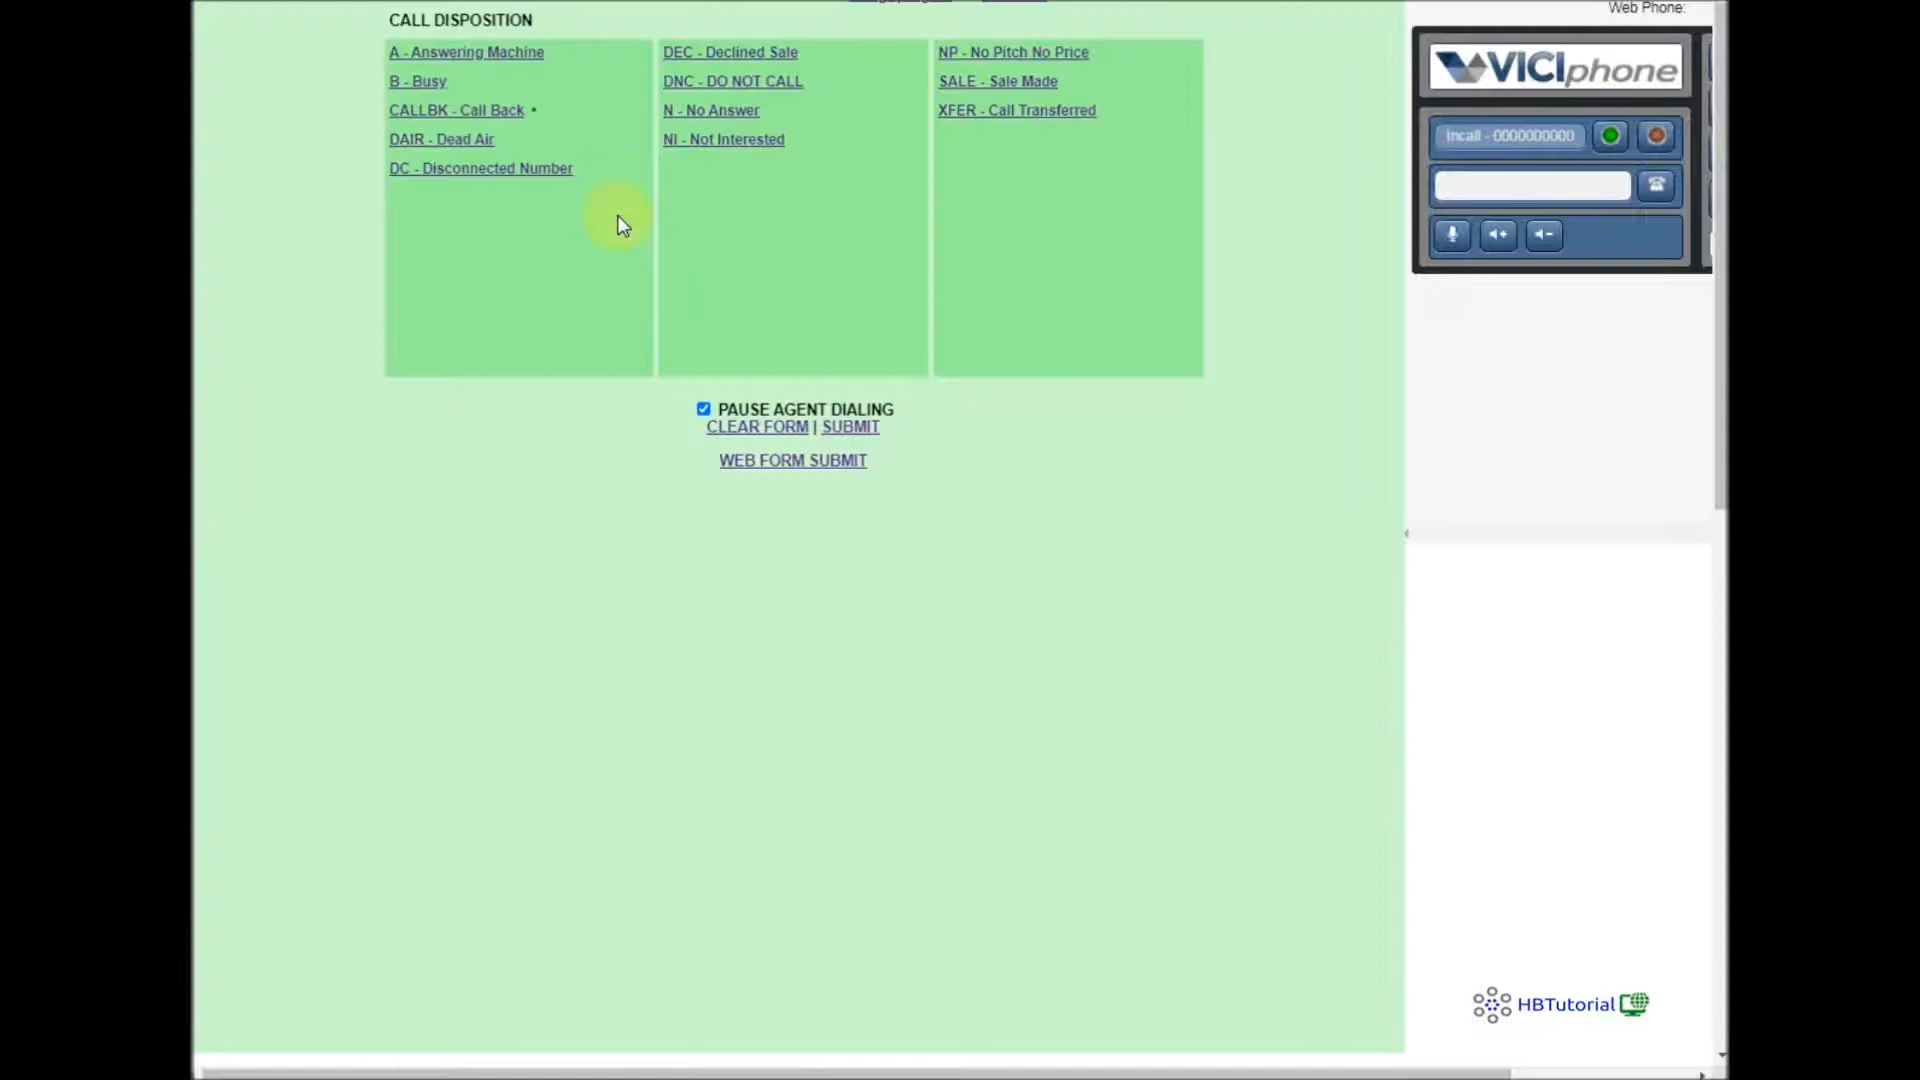 Web Phone:
CALL DISPOSITION
A - Answering Machine
B - Busy
CALLBK - Call Back *
DAIR - Dead Air
DC - Disconnected Number
DEC - Declined Sale
DNC - DO NOT CALL
N - No Answer
NI - Not Interested
NP - No Pitch No Price
SALE - Sale Made
XFER - Call Transferred
PAUSE AGENT DIALING
CLEAR FORM | SUBMIT
WEB FORM SUBMIT
VICIphone
Incall - 0000000000
HBTutorial